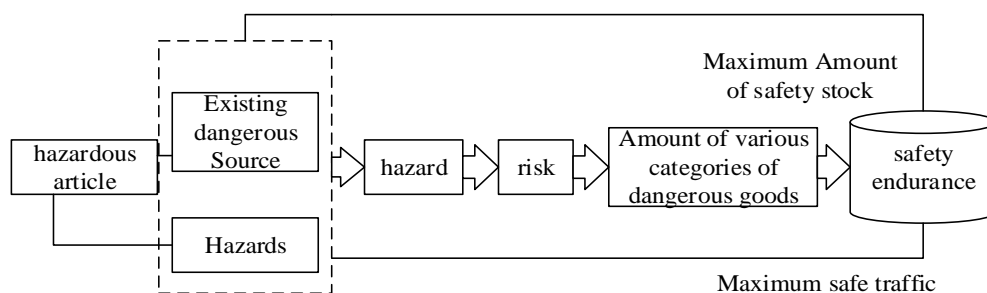 Maximum Amount
of safety stock
Existing
dangerous
Source
hazardous
article
hazard
risk
Amount of various
categories of
dangerous goods
safety
endurance
Hazards
Maximum safe traffic